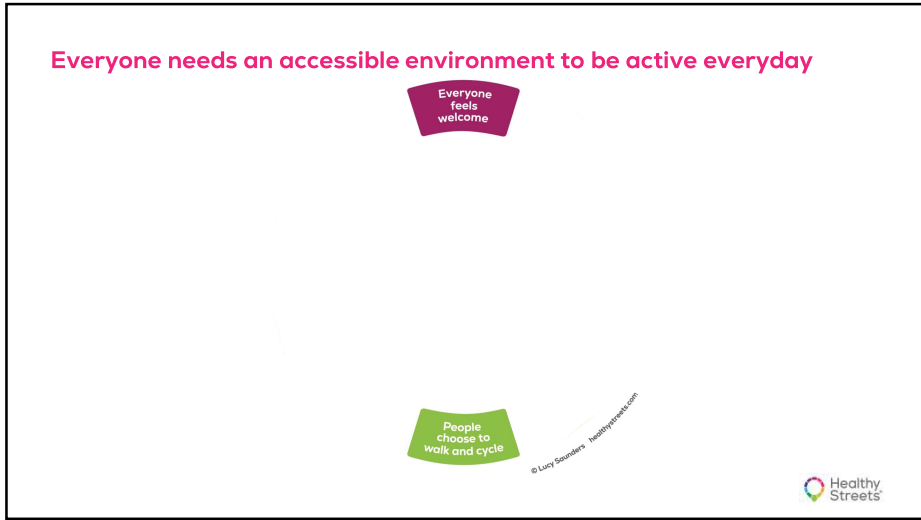 Everyone needs an accessible environment to be active everyday
Everyone
feels
welcome
People
choose to
walk and cycle
© Lucy Saunders healthystreets.com
Healthy
Streets